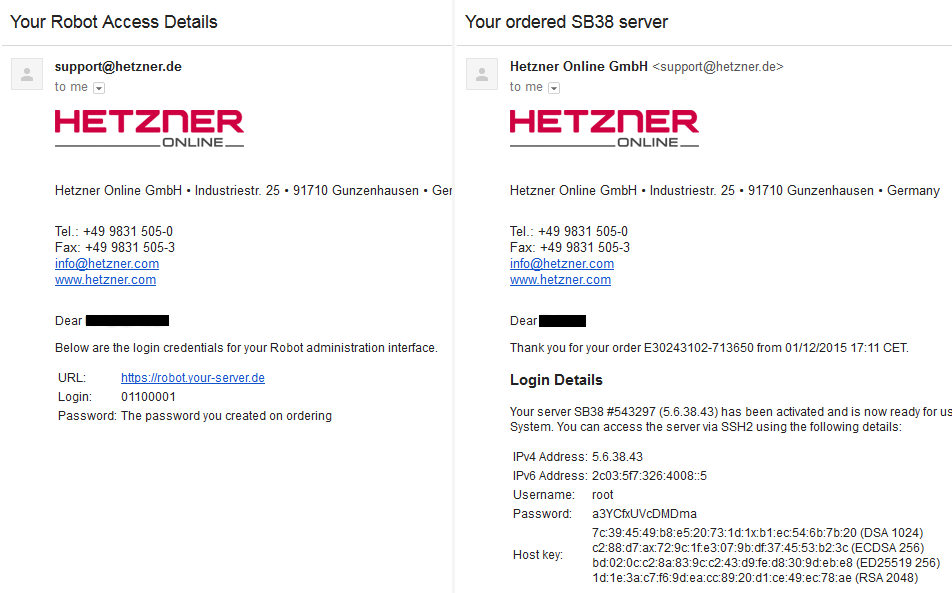 Your Robot Access Details
support@hetzner.de
to me
HETZNER
ONLINE
Hetzner Online GmbH • Industriestr. 25 • 91710 Gunzenhausen • Ger
Tel.: +49 9831 505-0
Fax: +49 9831 505-3
info@hetzner.com
www.hetzner.com
Dear
Below are the login credentials for your Robot administration interface.
URL: https://robot.your-server.de
Login: 01100001
Password: The password you created on ordering
Your ordered SB38 server
Hetzner Online GmbH <support@hetzner.de>
to me
HETZNER
ONLINE
Hetzner Online GmbH • Industriestr. 25 • 91710 Gunzenhausen • Germany
Tel.: +49 9831 505-0
Fax: +49 9831 505-3
info@hetzner.com
www.hetzner.com
Dear
Thank you for your order E30243102-713650 from 01/12/2015 17:11 CET.
Login Details
Your server SB38 #543297 (5.6.38.43) has been activated and is now ready for us
System. You can access the server via SSH2 using the following details:
IPv4 Address: 5.6.38.43
IPv6 Address: 2c03:5f7:326:4008::5
Username: root
Password: a3YCfxUVcDMDma
Host key:
7c:39:45:49:b8:e5:20:73:1d:1x:b1:ec:54:6b:7b:20 (DSA 1024)
c2:88:d7:ax:72:9c:1f:e3:07:9b:df:37:45:53:b2:3c (ECDSA 256)
bd:02:0c:c2:8a:83:9c:c2:43:d9:fe:d8:30:9d:eb:e8 (ED25519 256)
1d:1e:3a:c7:f6:9d:ea:cc:89:20:d1:ce:49:ec:78:ae (RSA 2048)